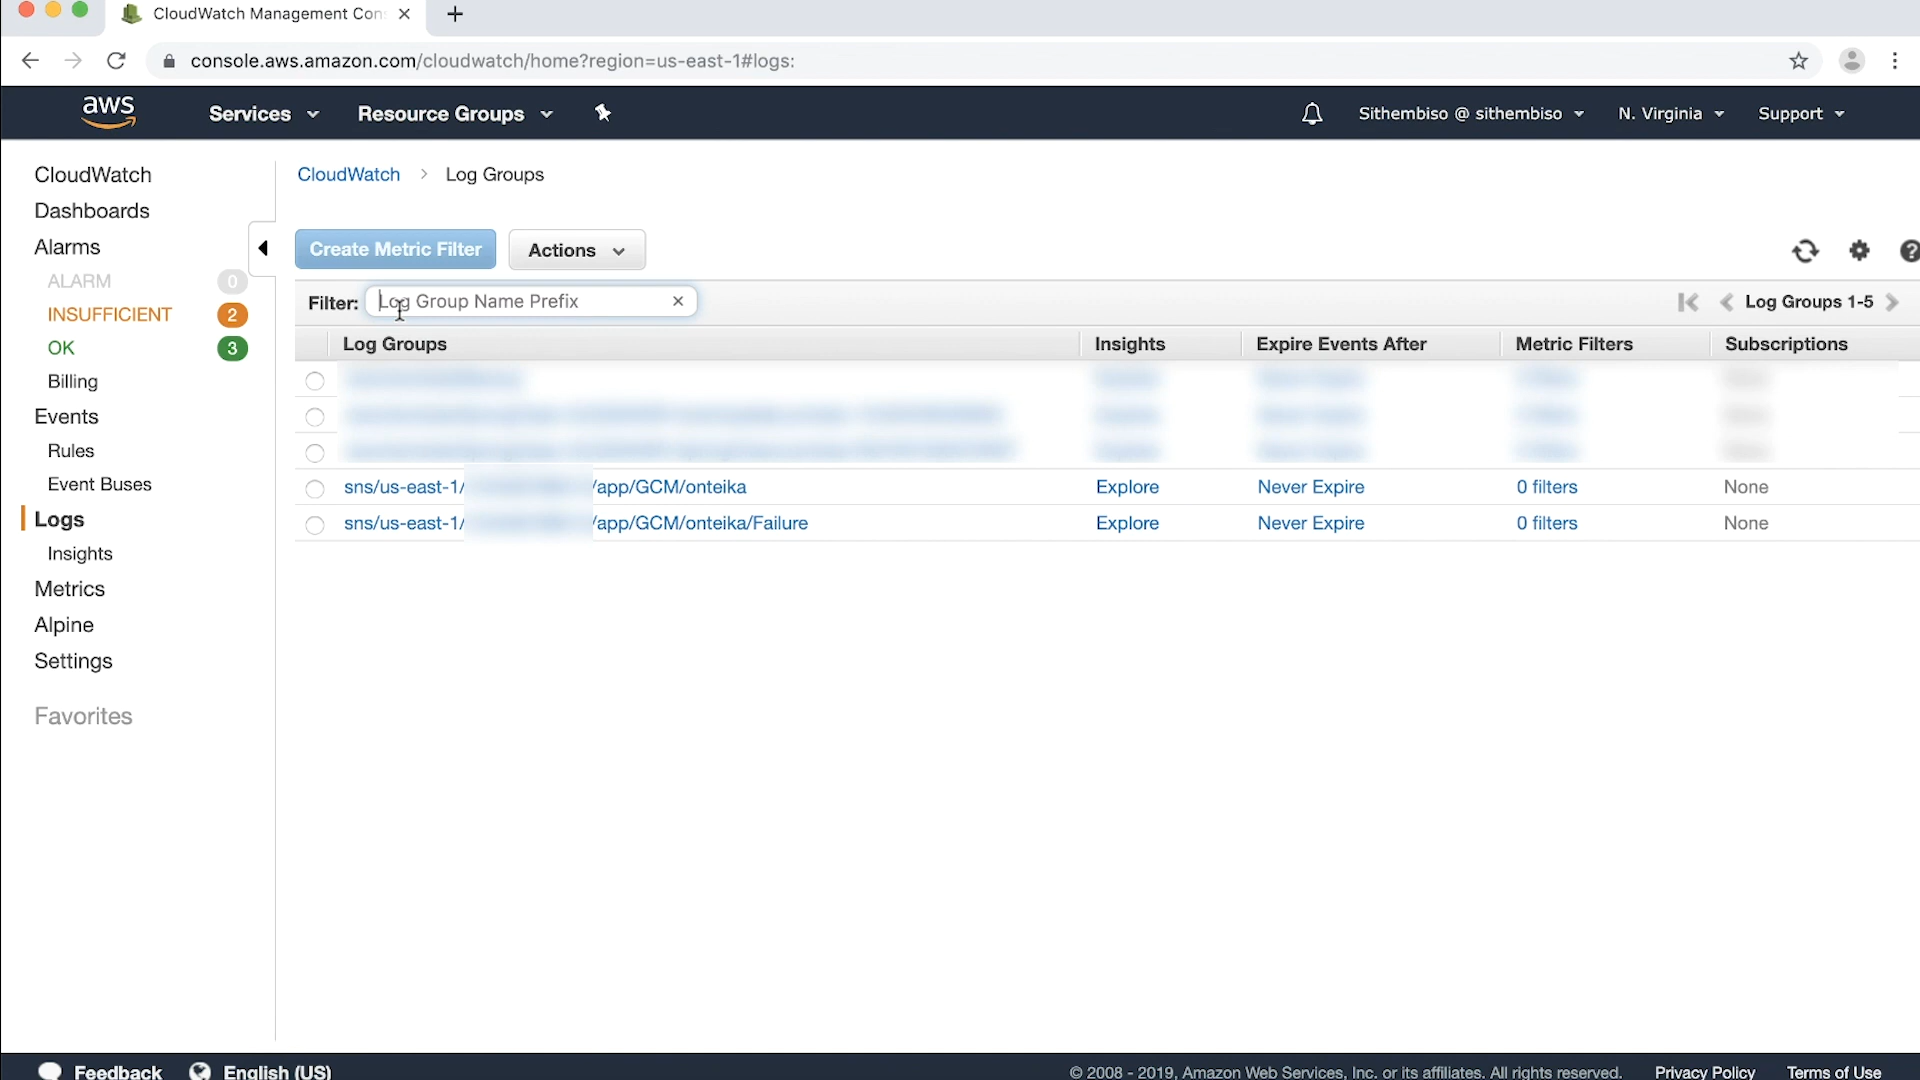 CloudWatch Management Con
console.aws.amazon.com/cloudwatch/home?region=us-east-1#logs:
aws
Services
Resource Groups
Sithembiso @ sithembiso
N. Virginia
Support
CloudWatch
Dashboards
Alarms
ALARM 0
INSUFFICIENT 2
OK 3
Billing
Events
Rules
Event Buses
Logs
Insights
Metrics
Alpine
Settings
Favorites
CloudWatch > Log Groups
Create Metric Filter
Actions
Filter: Log Group Name Prefix
Log Groups 1-5
Log Groups Insights Expire Events After Metric Filters Subscriptions
sns/us-east-1/ /app/GCM/onteika Explore Never Expire 0 filters None
sns/us-east-1/ /app/GCM/onteika/Failure Explore Never Expire 0 filters None
Feedback
English (US)
© 2008 - 2019, Amazon Web Services, Inc. or its affiliates. All rights reserved.
Privacy Policy
Terms of Use